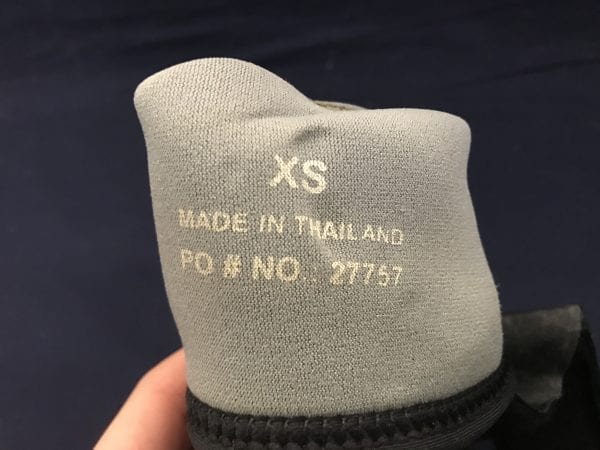 XS
MADE IN THAILAND
PO # NO.: 27757